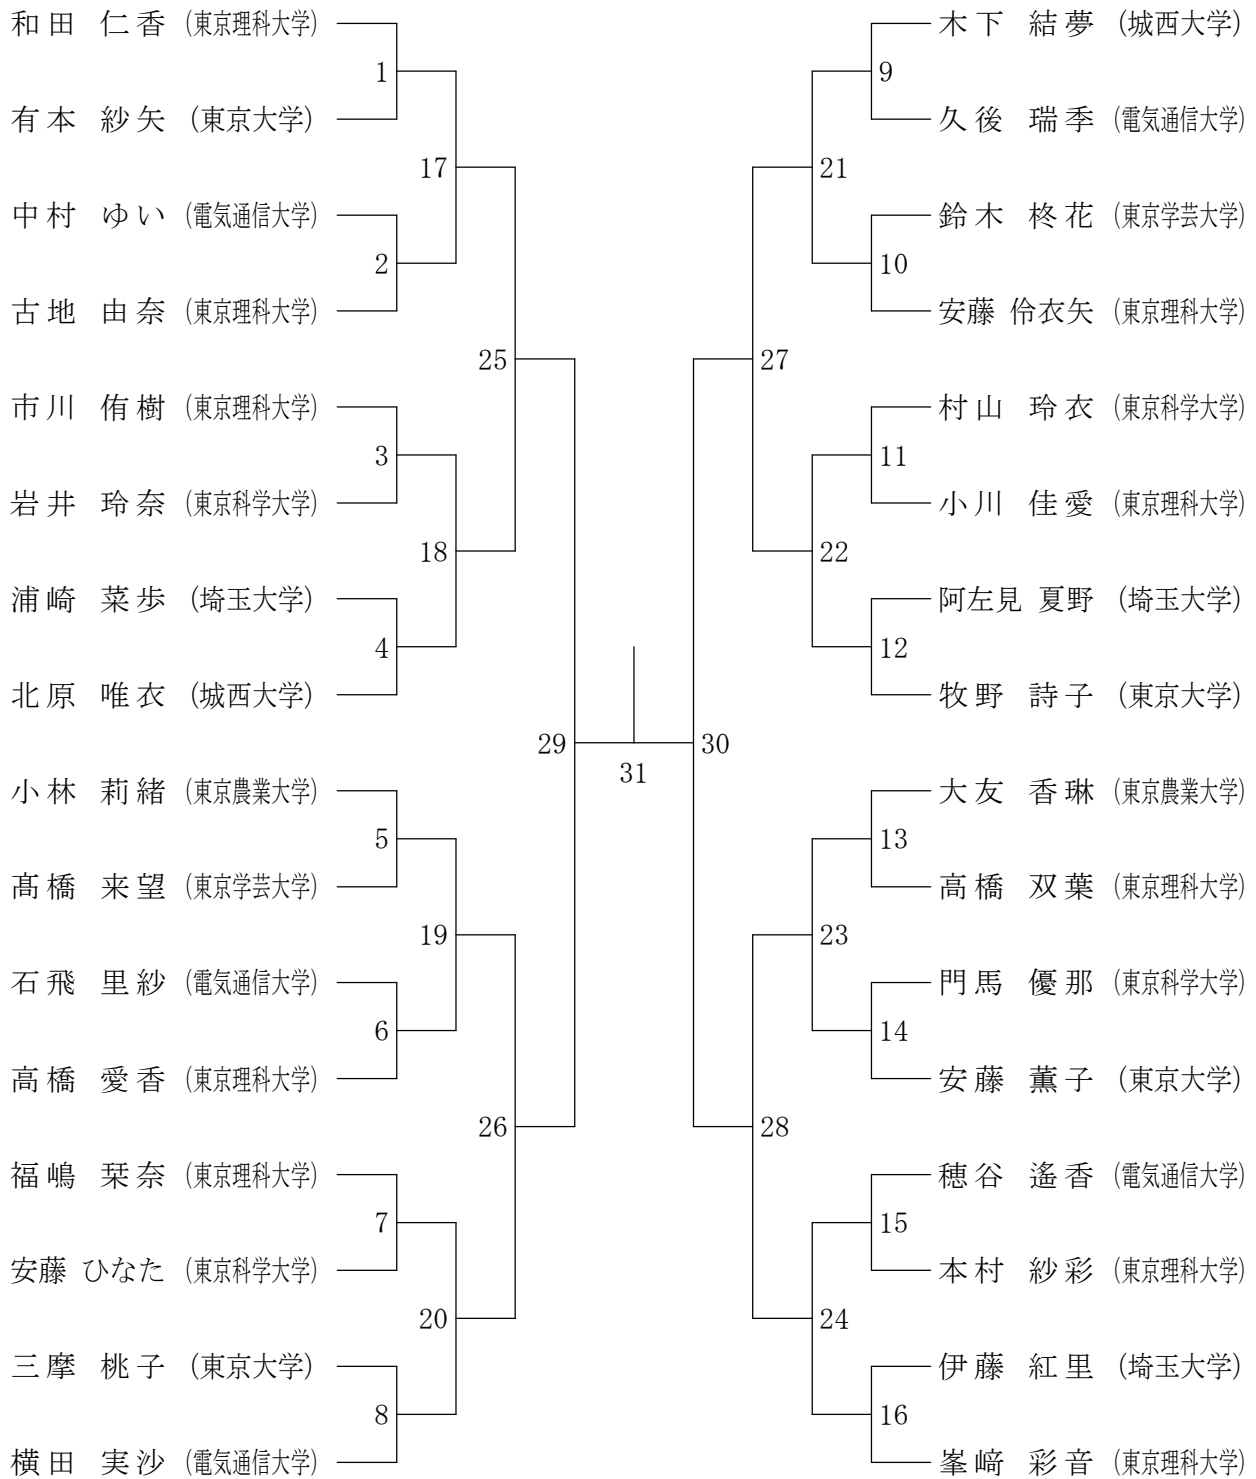 和田 仁香 (東京理科大学)
1
有本 紗矢 (東京大学)
17
中村 ゆい (電気通信大学)
2
古地 由奈 (東京理科大学)
25
市川 侑樹 (東京理科大学)
3
岩井 玲奈 (東京科学大学)
18
浦崎 菜歩 (埼玉大学)
4
北原 唯衣 (城西大学)
29
小林 莉緒 (東京農業大学)
5
髙橋 来望 (東京学芸大学)
19
石飛 里紗 (電気通信大学)
6
高橋 愛香 (東京理科大学)
26
福嶋 栞奈 (東京理科大学)
7
安藤 ひなた (東京科学大学)
20
三摩 桃子 (東京大学)
8
横田 実沙 (電気通信大学)
31
木下 結夢 (城西大学)
9
久後 瑞季 (電気通信大学)
21
鈴木 柊花 (東京学芸大学)
10
安藤 伶衣矢 (東京理科大学)
27
村山 玲衣 (東京科学大学)
11
小川 佳愛 (東京理科大学)
22
阿左見 夏野 (埼玉大学)
12
牧野 詩子 (東京大学)
30
大友 香琳 (東京農業大学)
13
高橋 双葉 (東京理科大学)
23
門馬 優那 (東京科学大学)
14
安藤 薫子 (東京大学)
28
穂谷 遙香 (電気通信大学)
15
本村 紗彩 (東京理科大学)
24
伊藤 紅里 (埼玉大学)
16
峯﨑 彩音 (東京理科大学)